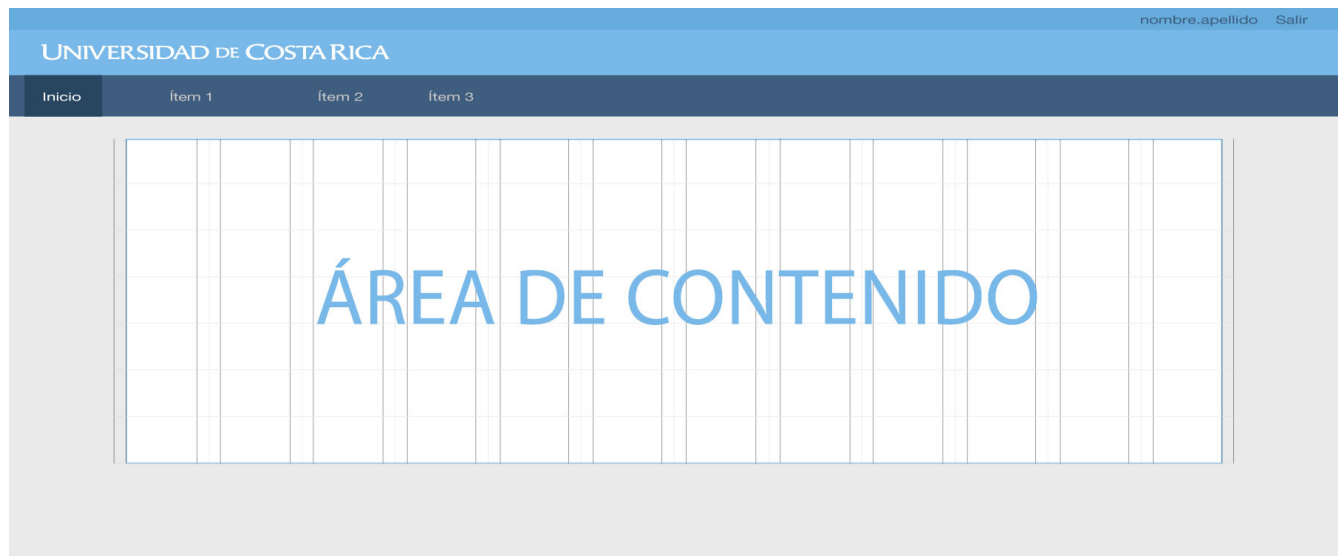 nombre.apellido Salir
UNIVERSIDAD DE COSTA RICA
Inicio Ítem 1 Ítem 2 Ítem 3
ÁREA DE CONTENIDO